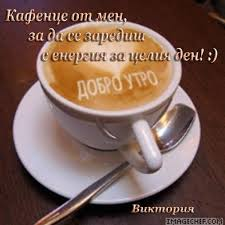 Кафенце от мен,
за да се заредиш
с енергия за целия ден! :)
ДОБРО УТРО
Виктория
IMAGECHEF.COM